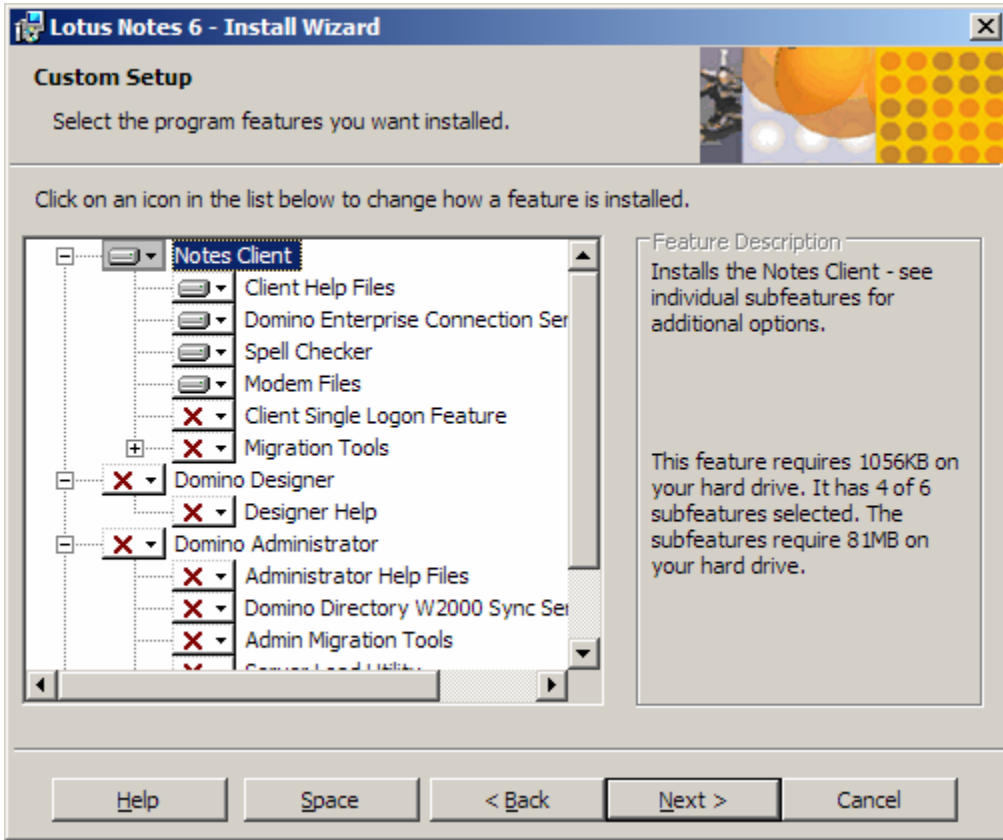 Lotus Notes 6 - Install Wizard
Custom Setup
Select the program features you want installed.
Click on an icon in the list below to change how a feature is installed.
Notes Client
Client Help Files
Domino Enterprise Connection Ser
Spell Checker
Modem Files
Client Single Logon Feature
Migration Tools
Domino Designer
Designer Help
Domino Administrator
Administrator Help Files
Domino Directory W2000 Sync Ser
Admin Migration Tools
Server Load Utility
Feature Description
Installs the Notes Client - see
individual subfeatures for
additional options.
This feature requires 1056KB on
your hard drive. It has 4 of 6
subfeatures selected. The
subfeatures require 81MB on
your hard drive.
Help
Space
< Back
Next >
Cancel